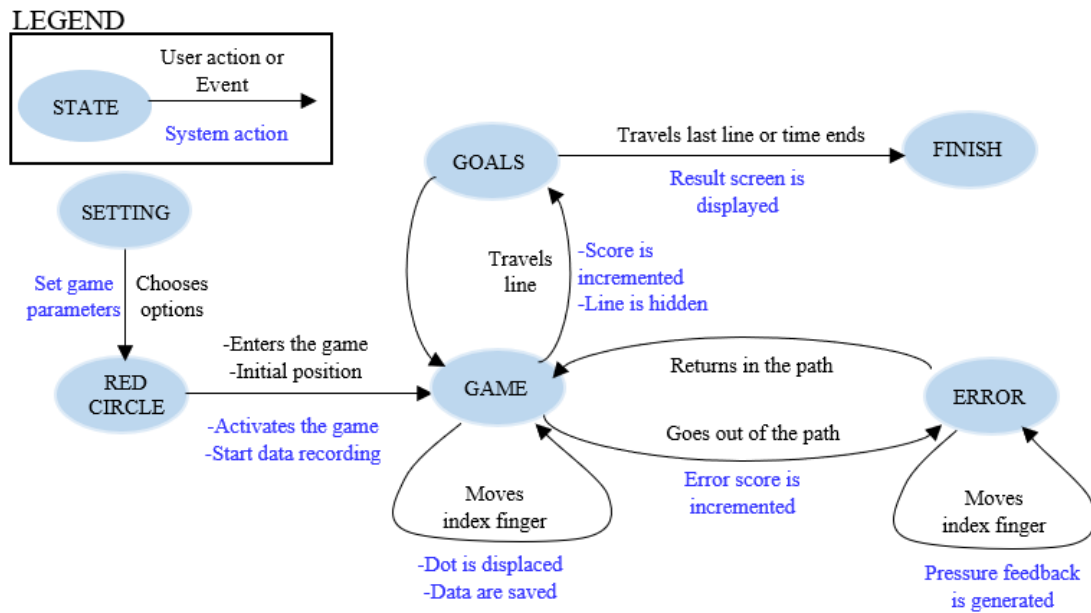 LEGEND
User action or
Event
STATE
System action
GOALS
Travels last line or time ends
FINISH
Result screen is
displayed
SETTING
Travels
line
-Score is
incremented
-Line is hidden
Set game
parameters
Chooses
options
-Enters the game
-Initial position
RED
CIRCLE
-Activates the game
-Start data recording
GAME
Returns in the path
ERROR
Goes out of the path
Error score is
incremented
Moves
index finger
-Dot is displaced
-Data are saved
Moves
index finger
Pressure feedback
is generated